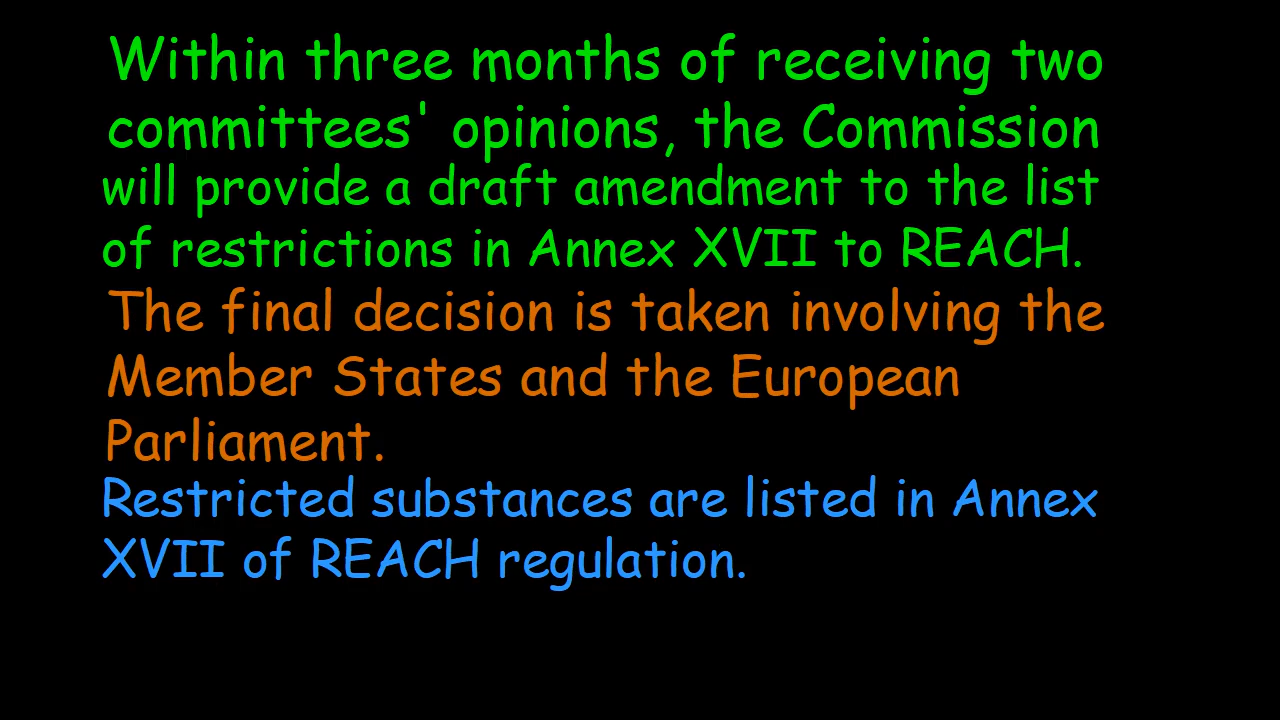 Within three months of receiving two
committees' opinions, the Commission
will provide a draft amendment to the list
of restrictions in Annex XVII to REACH.
The final decision is taken involving the
Member States and the European
Parliament.
Restricted substances are listed in Annex
XVII of REACH regulation.